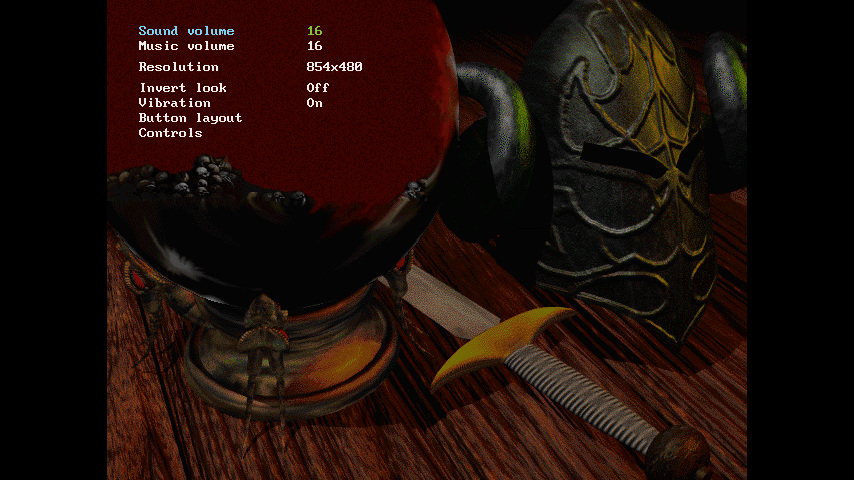 Sound volume 16
Music volume 16
Resolution 854x480
Invert look Off
Vibration On
Button layout
Controls